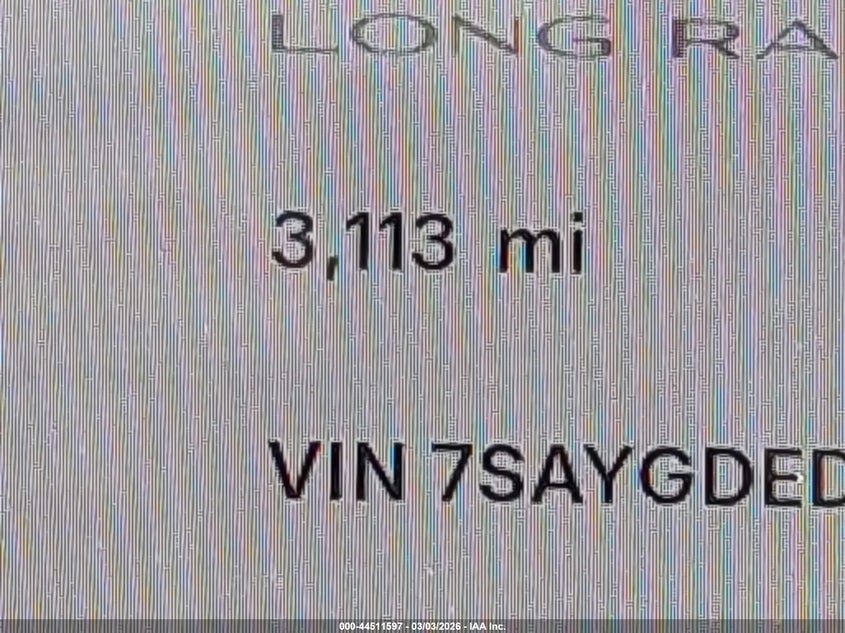 LONG RA
3,113 mi
VIN 7SAYGDED
000-44511597 - 03/03/2026 - IAA Inc.